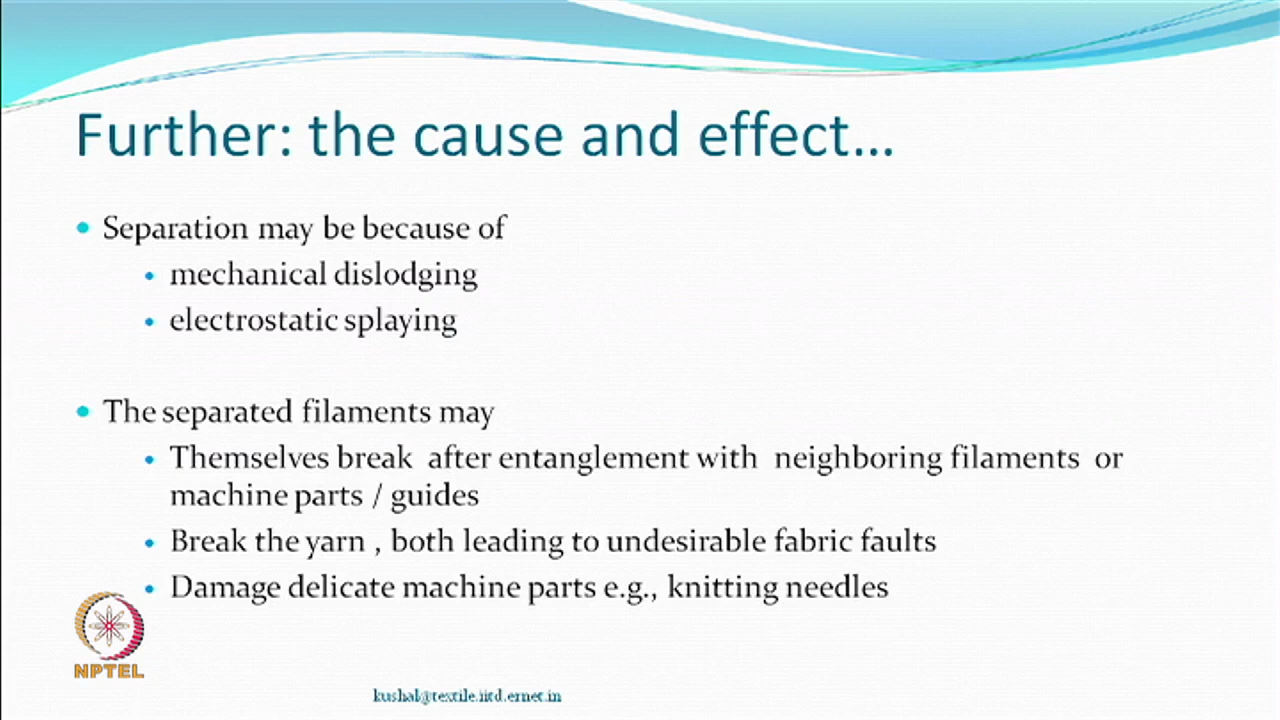 Further: the cause and effect...
Separation may be because of
mechanical dislodging
electrostatic splaying
The separated filaments may
Themselves break after entanglement with neighboring filaments or
machine parts / guides
Break the yarn , both leading to undesirable fabric faults
Damage delicate machine parts e.g., knitting needles
NPTEL
kushal@textile.iitd.ernet.in